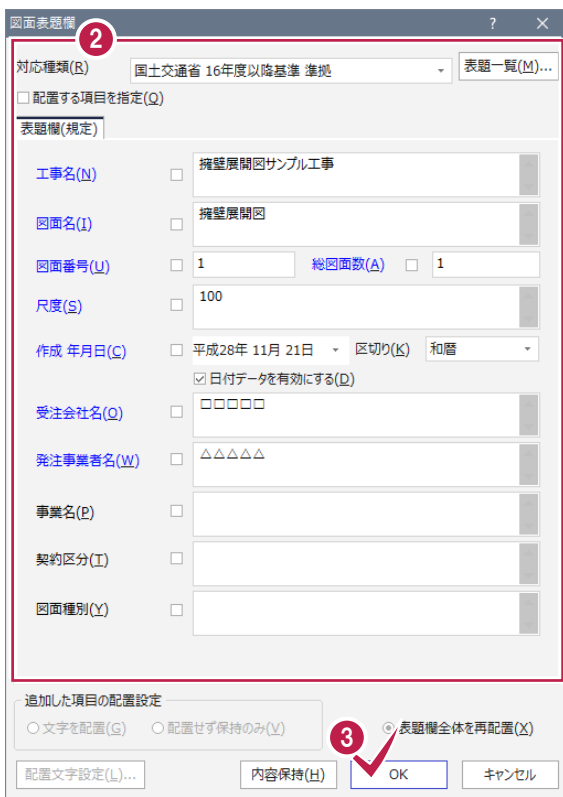 図面表題欄 ? ×
2
対応種類(R) 国土交通省 16年度以降基準 準拠 表題一覧(M)...
配置する項目を指定(Q)
表題欄(規定)
工事名(N) 擁壁展開図サンプル工事
図面名(I) 擁壁展開図
図面番号(U) 1 総図面数(A) 1
尺度(S) 100
作成 年月日(C) 平成28年 11月 21日 区切り(K) 和暦
日付データを有効にする(D)
受注会社名(O) □□□□□
発注事業者名(W) △△△△△
事業名(P)
契約区分(T)
図面種別(Y)
追加した項目の配置設定
文字を配置(G) 配置せず保持のみ(V) 表題欄全体を再配置(X)
3
配置文字設定(L)... 内容保持(H) OK キャンセル